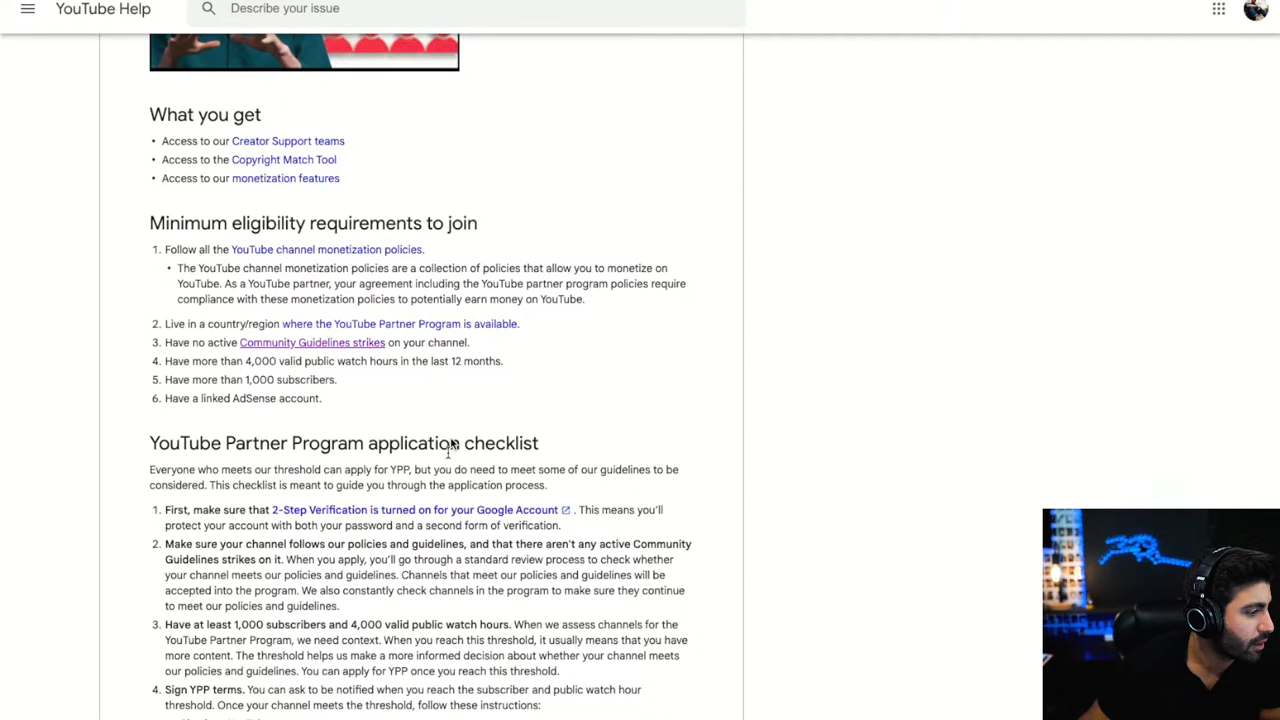 YouTube Help
Describe your issue
What you get
• Access to our Creator Support teams
• Access to the Copyright Match Tool
• Access to our monetization features
Minimum eligibility requirements to join
1. Follow all the YouTube channel monetization policies.
• The YouTube channel monetization policies are a collection of policies that allow you to monetize on
YouTube. As a YouTube partner, your agreement including the YouTube partner program policies require
compliance with these monetization policies to potentially earn money on YouTube.
2. Live in a country/region where the YouTube Partner Program is available.
3. Have no active Community Guidelines strikes on your channel.
4. Have more than 4,000 valid public watch hours in the last 12 months.
5. Have more than 1,000 subscribers.
6. Have a linked AdSense account.
YouTube Partner Program application checklist
Everyone who meets our threshold can apply for YPP, but you do need to meet some of our guidelines to be
considered. This checklist is meant to guide you through the application process.
1. First, make sure that 2-Step Verification is turned on for your Google Account . This means you'll
protect your account with both your password and a second form of verification.
2. Make sure your channel follows our policies and guidelines, and that there aren't any active Community
Guidelines strikes on it. When you apply, you'll go through a standard review process to check whether
your channel meets our policies and guidelines. Channels that meet our policies and guidelines will be
accepted into the program. We also constantly check channels in the program to make sure they continue
to meet our policies and guidelines.
3. Have at least 1,000 subscribers and 4,000 valid public watch hours. When we assess channels for the
YouTube Partner Program, we need context. When you reach this threshold, it usually means that you have
more content. The threshold helps us make a more informed decision about whether your channel meets
our policies and guidelines. You can apply for YPP once you reach this threshold.
4. Sign YPP terms. You can ask to be notified when you reach the subscriber and public watch hour
threshold. Once your channel meets the threshold, follow these instructions: